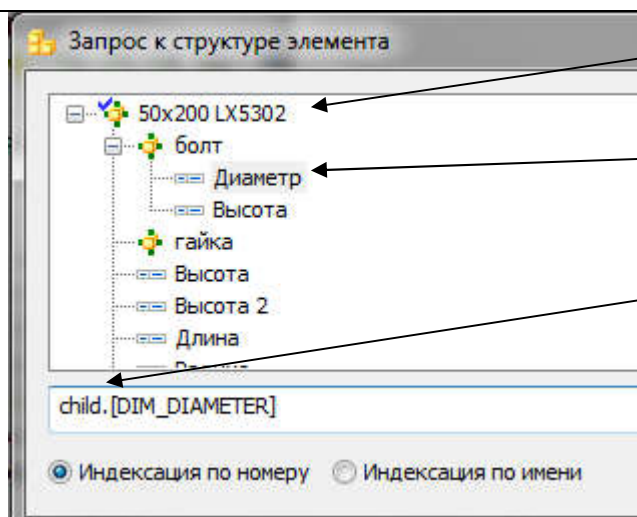 Запрос к структуре элемента
50x200 LX5302
болт
Диаметр
Высота
гайка
Высота
Высота 2
Длина
child.[DIM_DIAMETER]
Индексация по номеру Индексация по имени